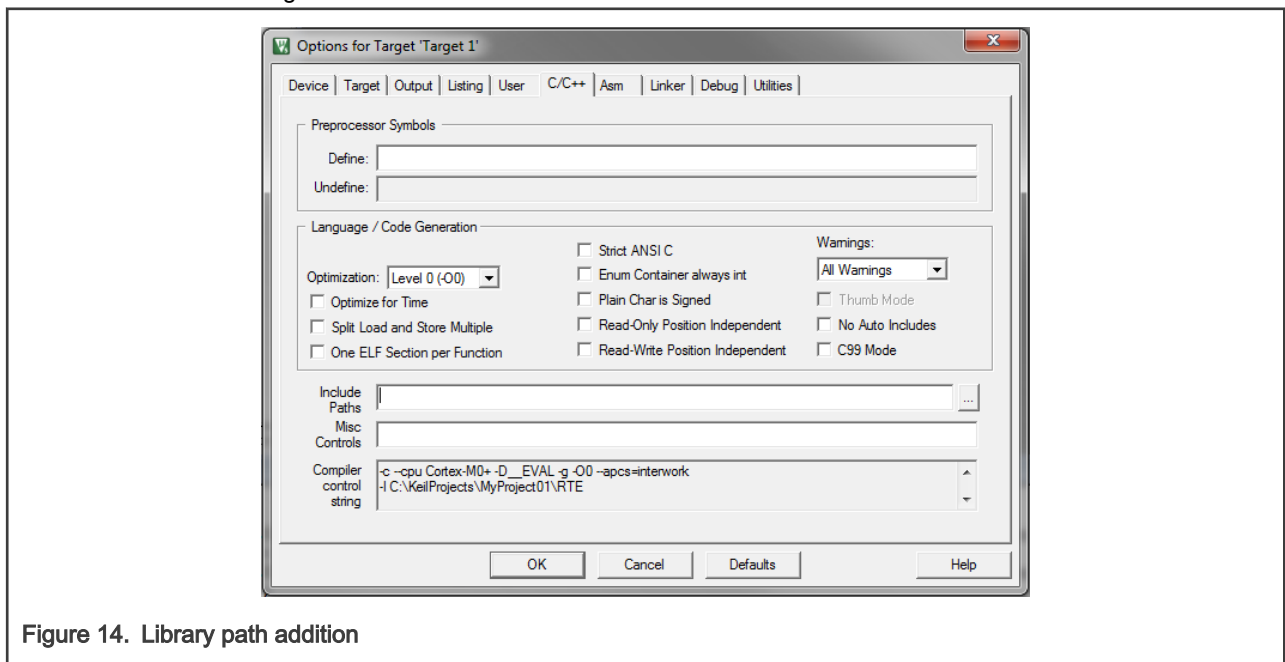 Options for Target 'Target 1'
Device Target Output Listing User C/C++ Asm Linker Debug Utilities
Preprocessor Symbols
Define:
Undefine:
Language / Code Generation
Optimization: Level 0 (-O0)
Optimize for Time
Split Load and Store Multiple
One ELF Section per Function
Strict ANSI C
Enum Container always int
Plain Char is Signed
Read-Only Position Independent
Read-Write Position Independent
Warnings:
All Warnings
Thumb Mode
No Auto Includes
C99 Mode
Include
Paths
...
Misc
Controls
Compiler
control
string
-c --cpu Cortex-M0+ -D__EVAL -g -O0 --apcs=interwork
-I C:\KeilProjects\MyProject01\RTE
OK Cancel Defaults Help
Figure 14. Library path addition